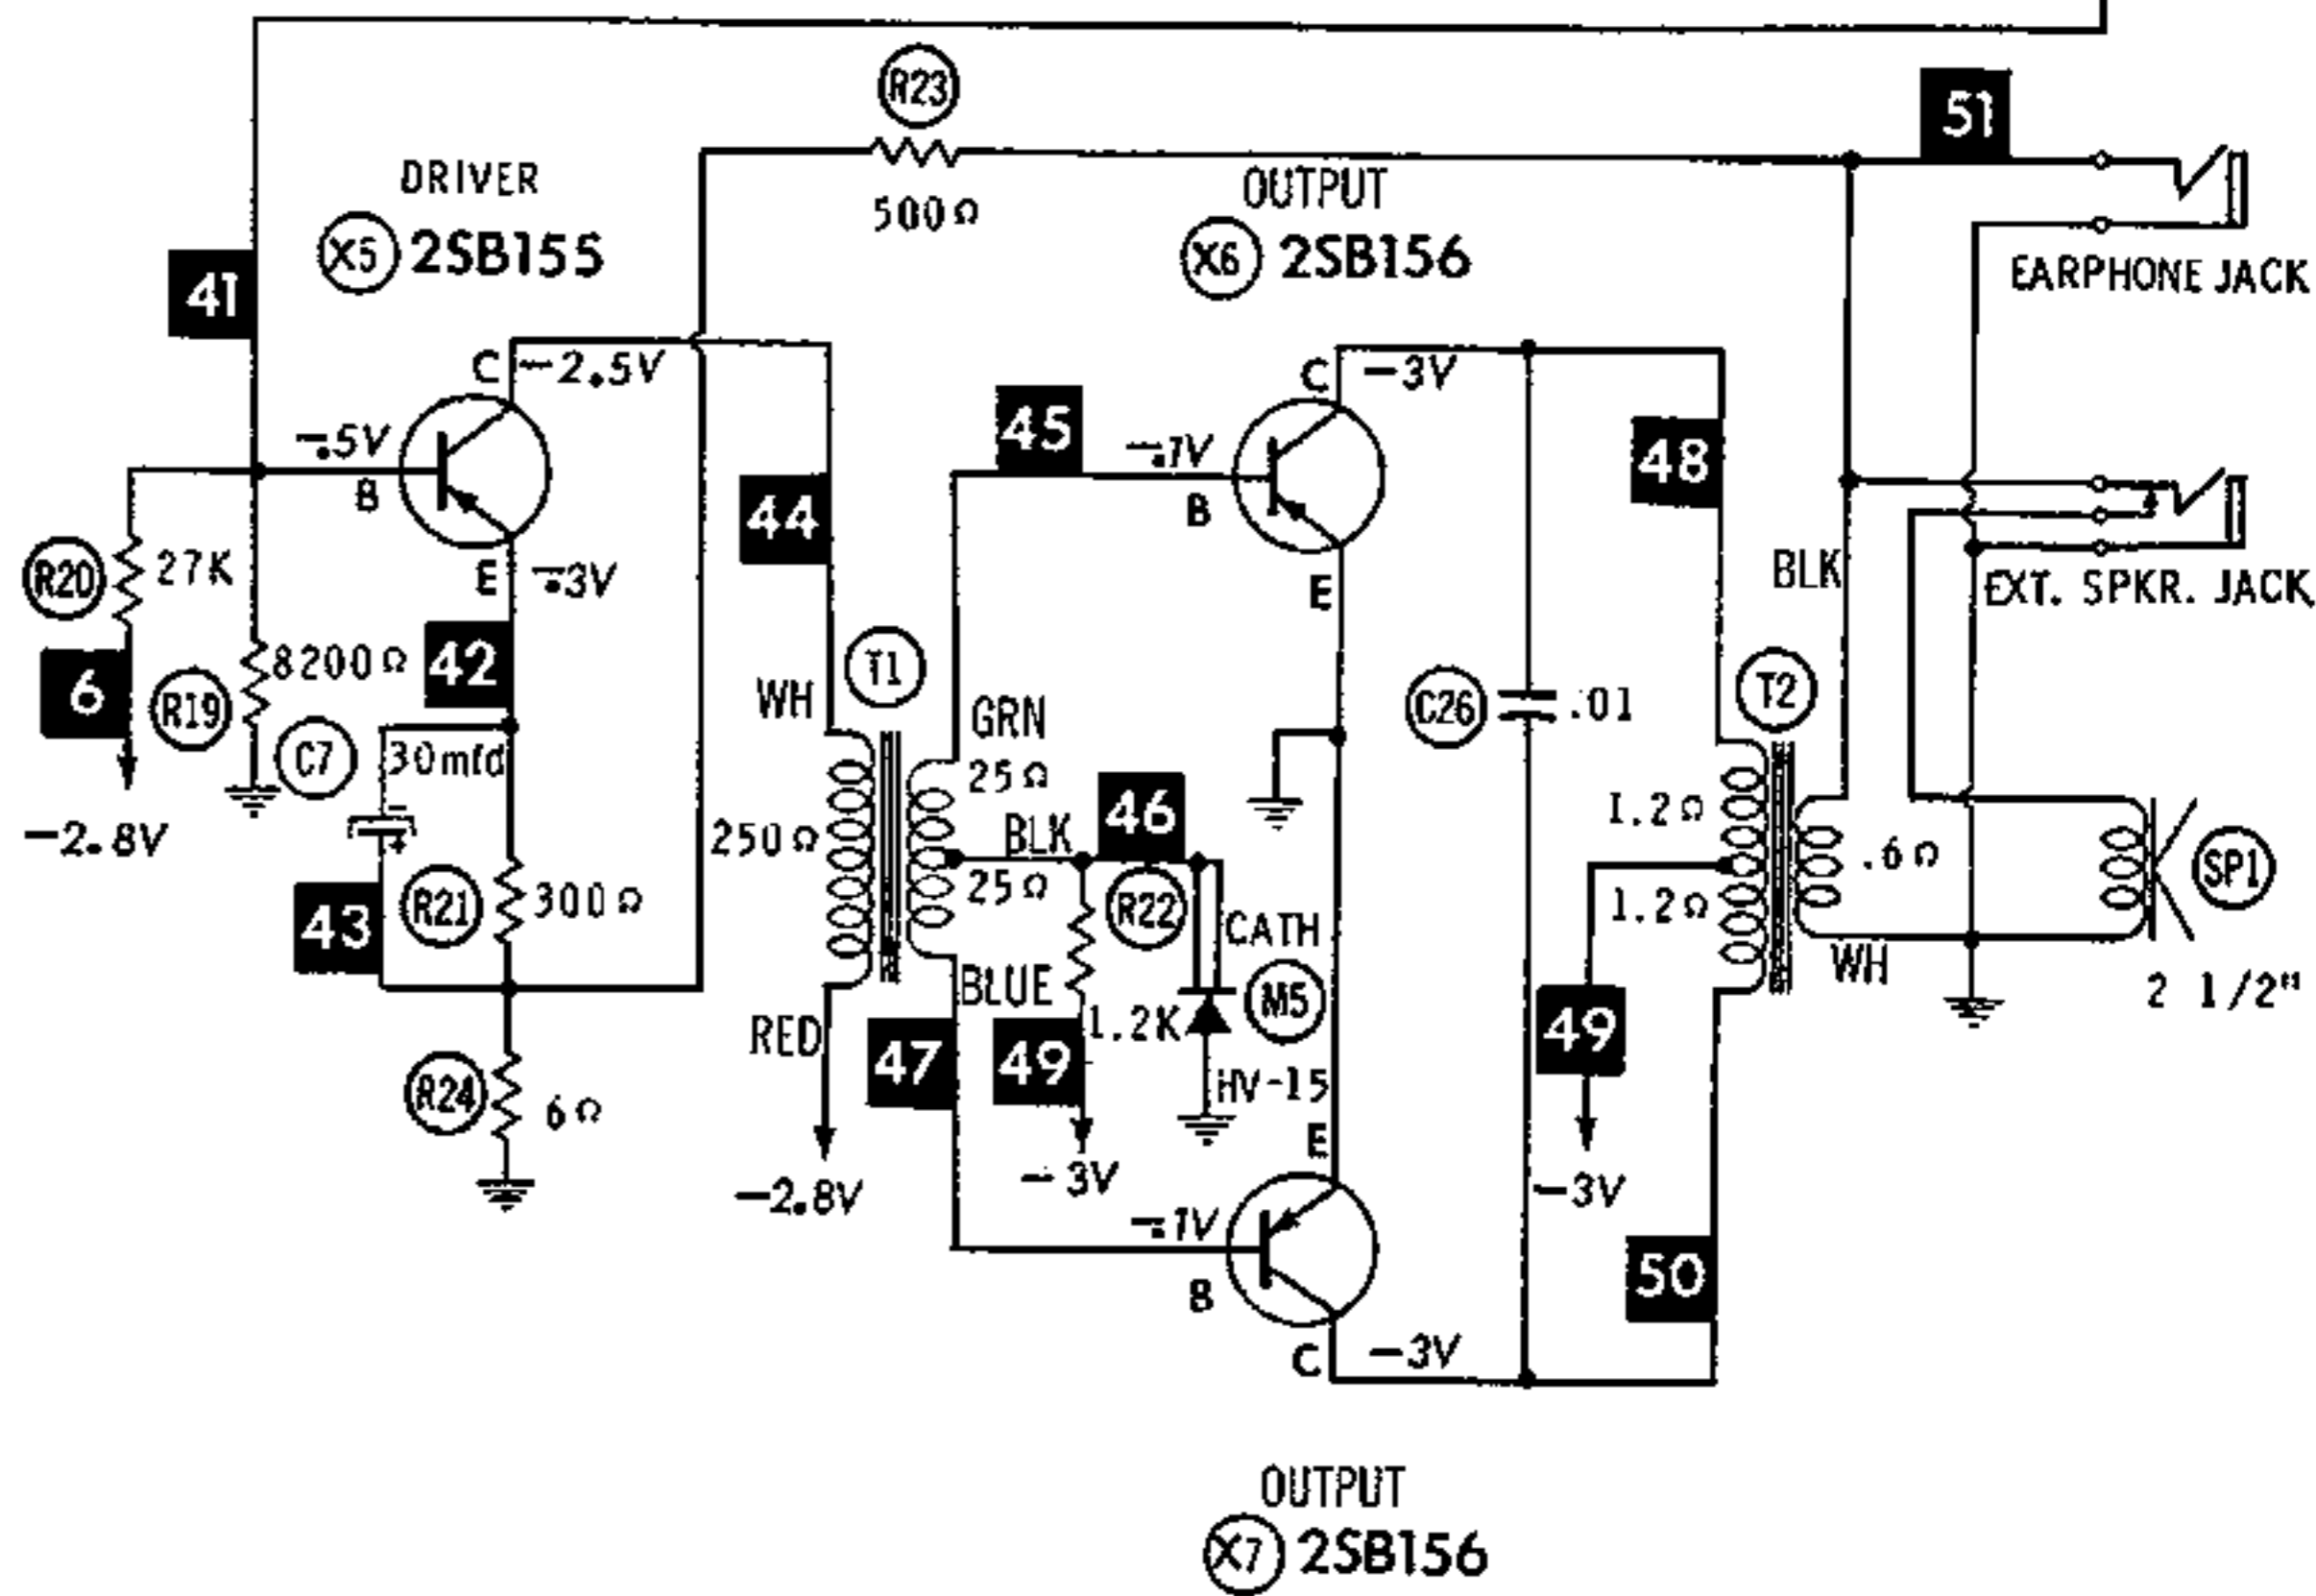 R23
500Ω
51
DRIVER
X5 2SB155
OUTPUT
X6 2SB156
EARPHONE JACK
41
C -2.5V
C -3V
-.5V
B
45
-.1V
B
48
44
R20 27K
E -.3V
E
BLK
EXT. SPKR. JACK
6
R19 8200Ω
42
WH
T1
GRN
25Ω
C26 .01
T2
C7 30mfd
-
+
-2.8V
250Ω
BLK
46
25Ω
R22
1.2Ω
1.2Ω
.6Ω
SP1
43
R21 300Ω
CATH
M5
BLUE
1.2K
WH
2 1/2"
RED
47
49
HV-15
49
R24 6Ω
E
-2.8V
-3V
-3V
-.1V
B
50
C -3V
OUTPUT
X7 2SB156